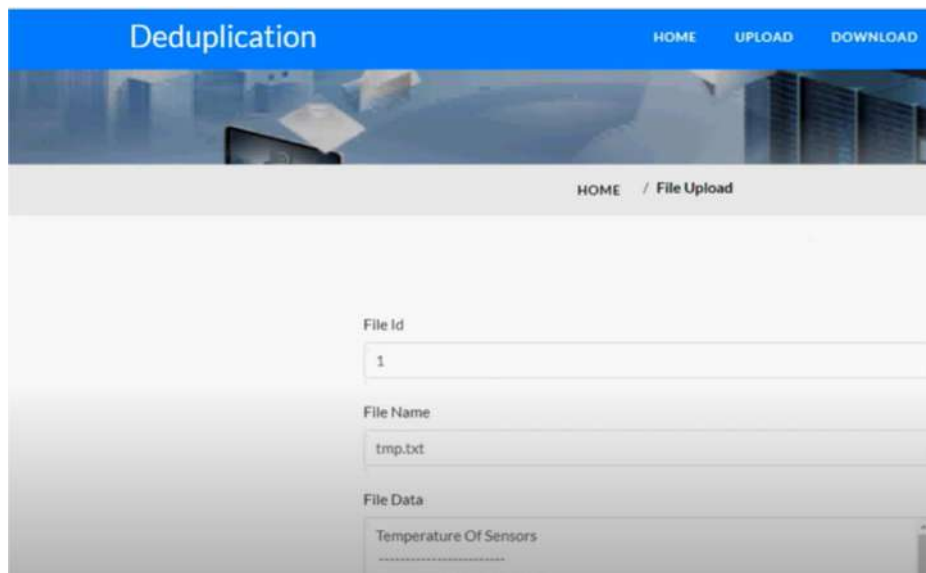 Deduplication HOME UPLOAD DOWNLOAD
HOME / File Upload
File Id
1
File Name
tmp.txt
File Data
Temperature Of Sensors
------------------------